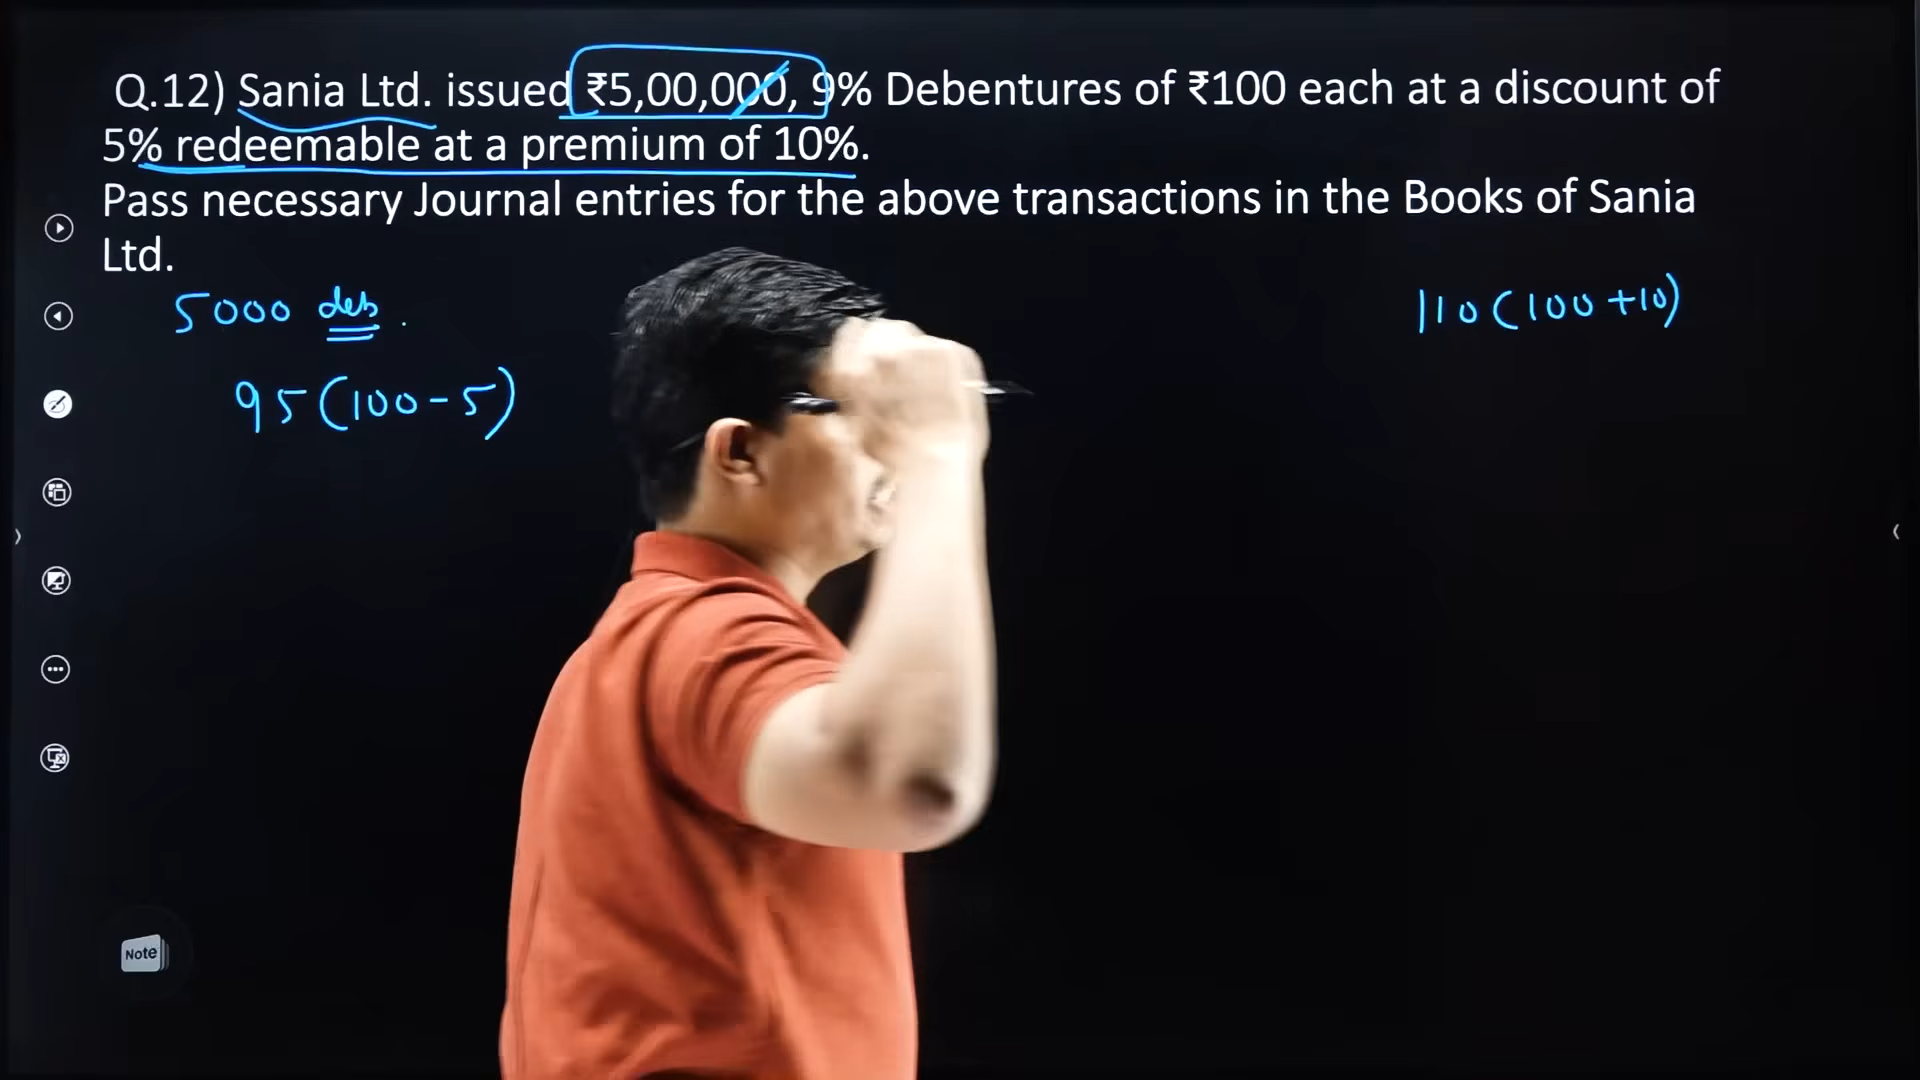 Q.12) Sania Ltd. issued ₹5,00,000, 9% Debentures of ₹100 each at a discount of
5% redeemable at a premium of 10%.
Pass necessary Journal entries for the above transactions in the Books of Sania
Ltd.
5000 deb.
110 (100+10)
95 (100-5)
Note